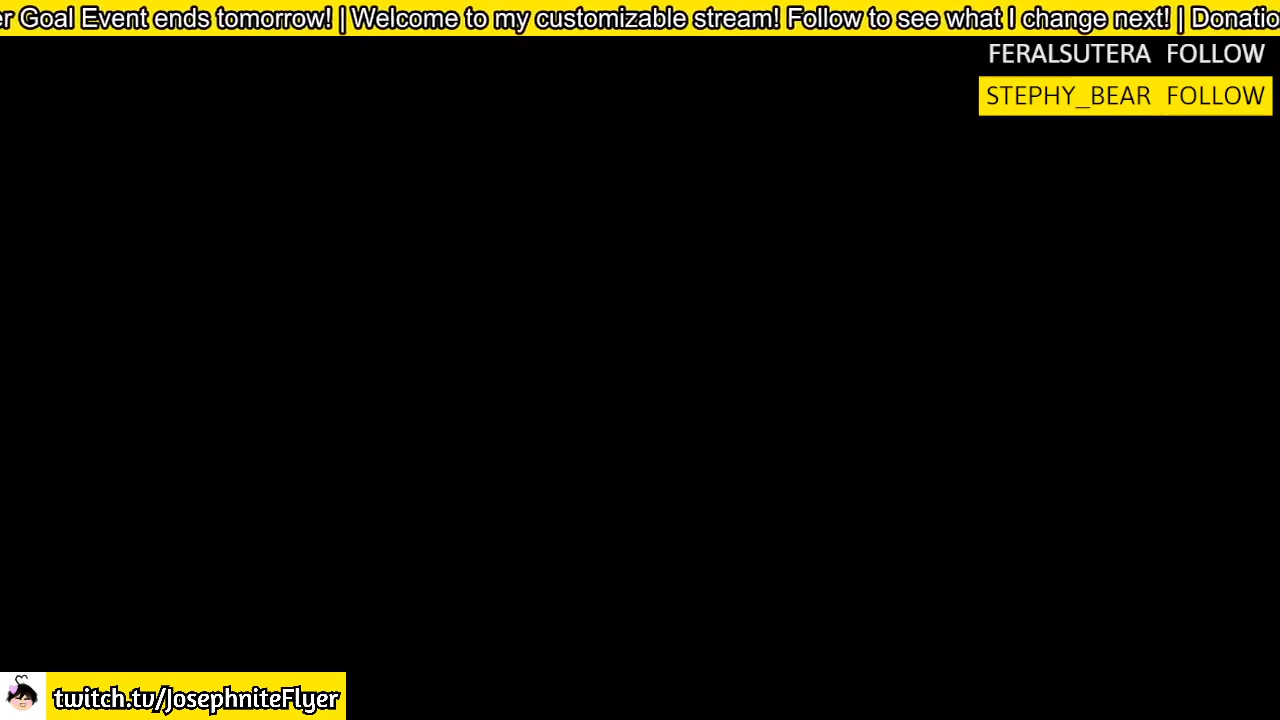 Goal Event ends tomorrow! | Welcome to my customizable stream! Follow to see what I change next! |
FERALSUTERA FOLLOW
STEPHY_BEAR FOLLOW
twitch.tv/JosephniteFlyer